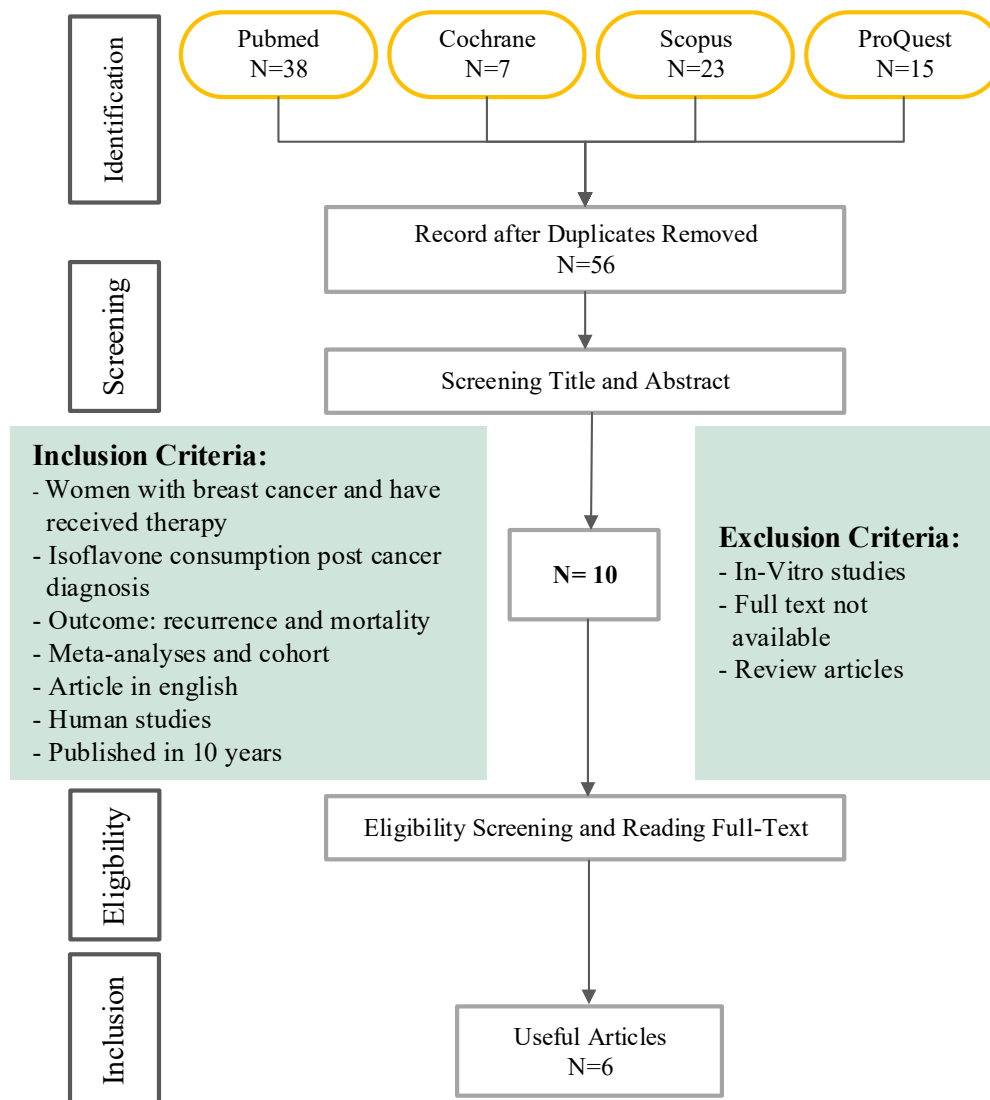 Identification
Pubmed
N=38
Cochrane
N=7
Scopus
N=23
ProQuest
N=15
Record after Duplicates Removed
N=56
Screening
Screening Title and Abstract
Inclusion Criteria:
- Women with breast cancer and have
received therapy
- Isoflavone consumption post cancer
diagnosis
- Outcome: recurrence and mortality
- Meta-analyses and cohort
- Article in english
- Human studies
- Published in 10 years
N= 10
Exclusion Criteria:
- In-Vitro studies
- Full text not
available
- Review articles
Eligibility
Eligibility Screening and Reading Full-Text
Inclusion
Useful Articles
N=6